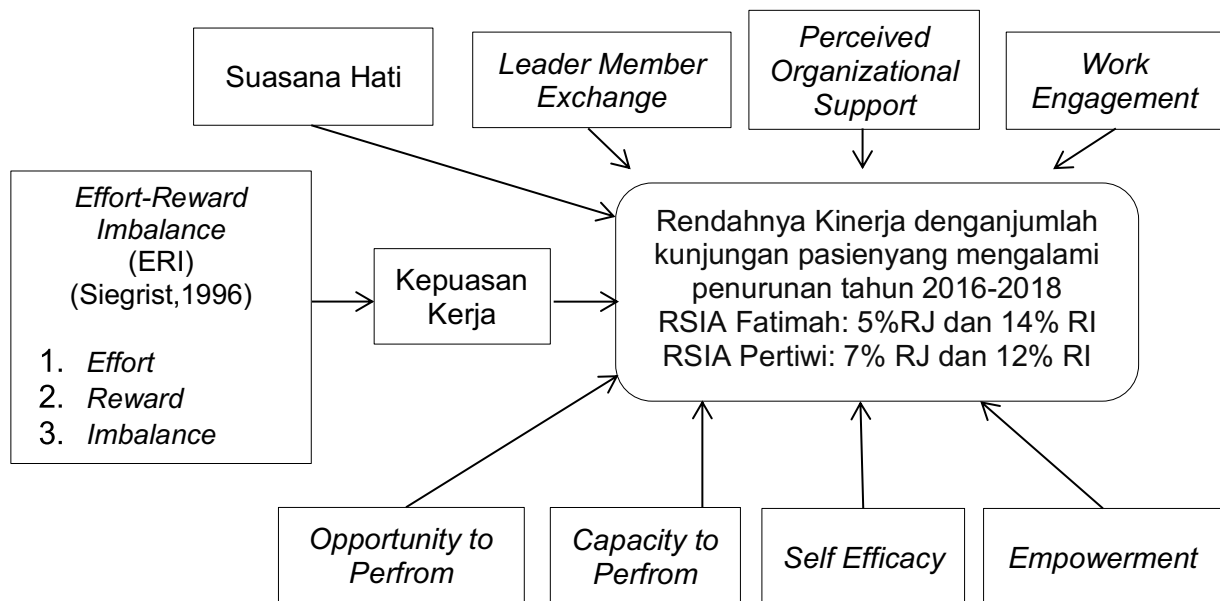 Suasana Hati
Leader Member
Exchange
Perceived
Organizational
Support
Work
Engagement
Effort-Reward
Imbalance
(ERI)
(Siegrist,1996)
1. Effort
2. Reward
3. Imbalance
Kepuasan
Kerja
Rendahnya Kinerja denganjumlah
kunjungan pasienyang mengalami
penurunan tahun 2016-2018
RSIA Fatimah: 5%RJ dan 14% RI
RSIA Pertiwi: 7% RJ dan 12% RI
Opportunity to
Perfrom
Capacity to
Perfrom
Self Efficacy
Empowerment